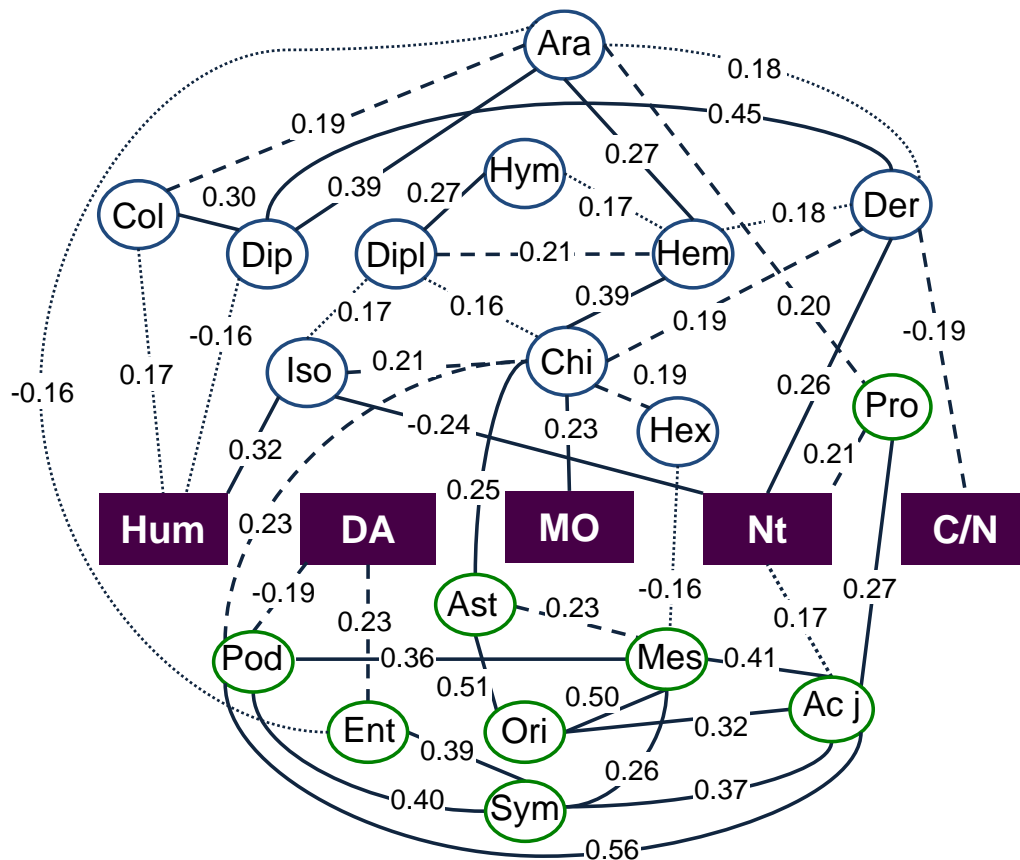 Ara
0.18
0.19
0.45
0.27
Hym
0.39
0.27
0.30
0.17
Col
Der
0.18
Dip
Dipl
0.21
Hem
0.39
0.16
0.17
0.20
0.19
-0.16
-0.19
Iso
0.21
Chi
0.17
0.19
-0.16
0.26
Pro
-0.24
0.23
Hex
0.32
0.21
0.25
Hum
DA
MO
Nt
C/N
0.23
-0.19
-0.16
0.27
Ast
0.23
0.23
0.17
Pod
0.36
Mes
0.41
0.51
0.50
Ac j
Ent
Ori
0.32
0.39
0.26
0.40
Sym
0.37
0.56